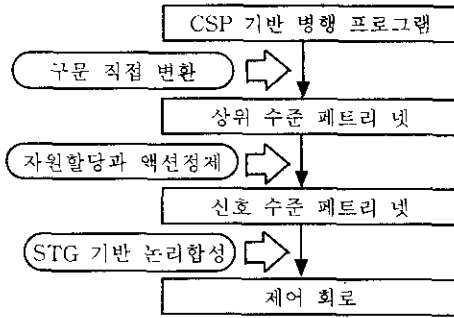 CSP 기반 병행 프로그램
구문 직접 변환
상위 수준 페트리 넷
자원할당과 액션정제
신호 수준 페트리 넷
STG 기반 논리합성
제어 회로